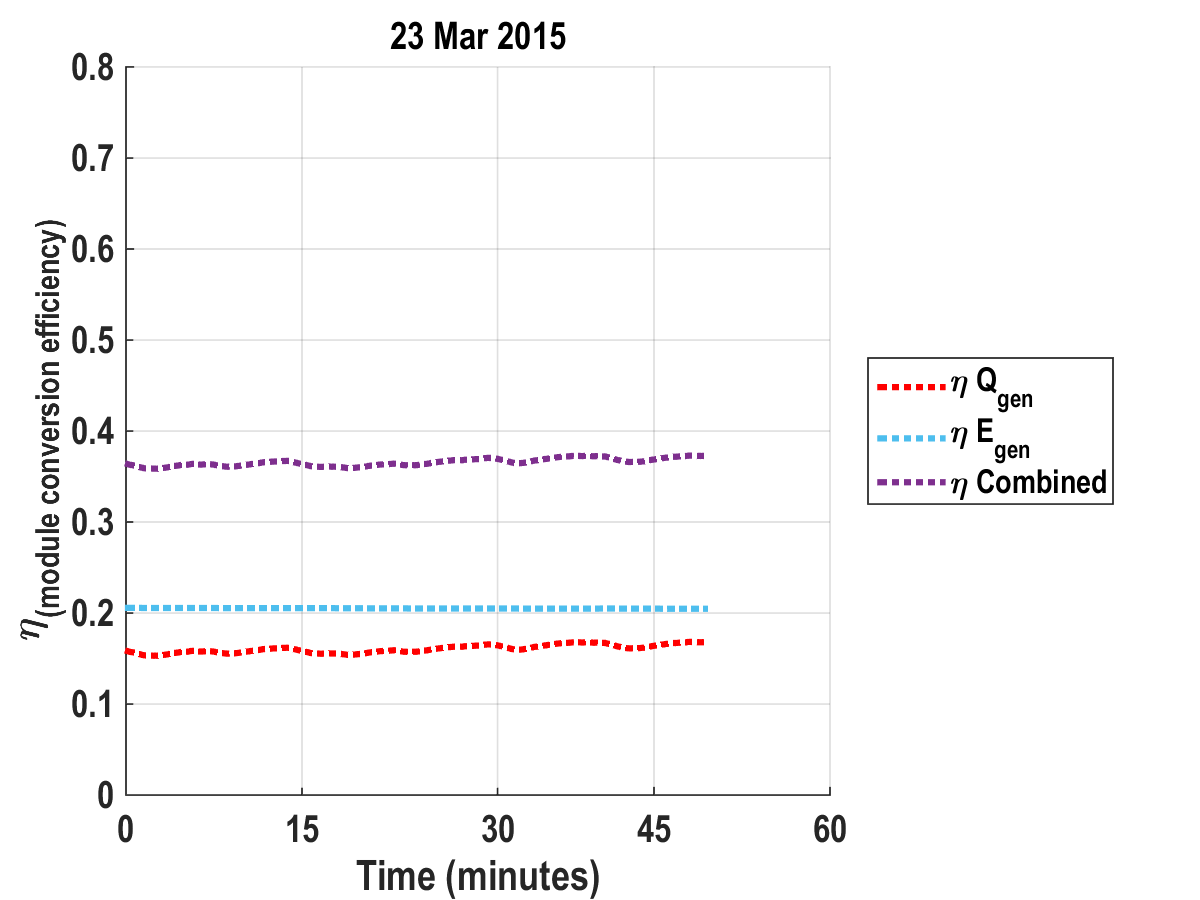 23 Mar 2015
0.8
0.7
0.6
0.5
0.4
0.3
0.2
0.1
0
η(module conversion efficiency)
0 15 30 45 60
Time (minutes)
η Qgen
η Egen
η Combined